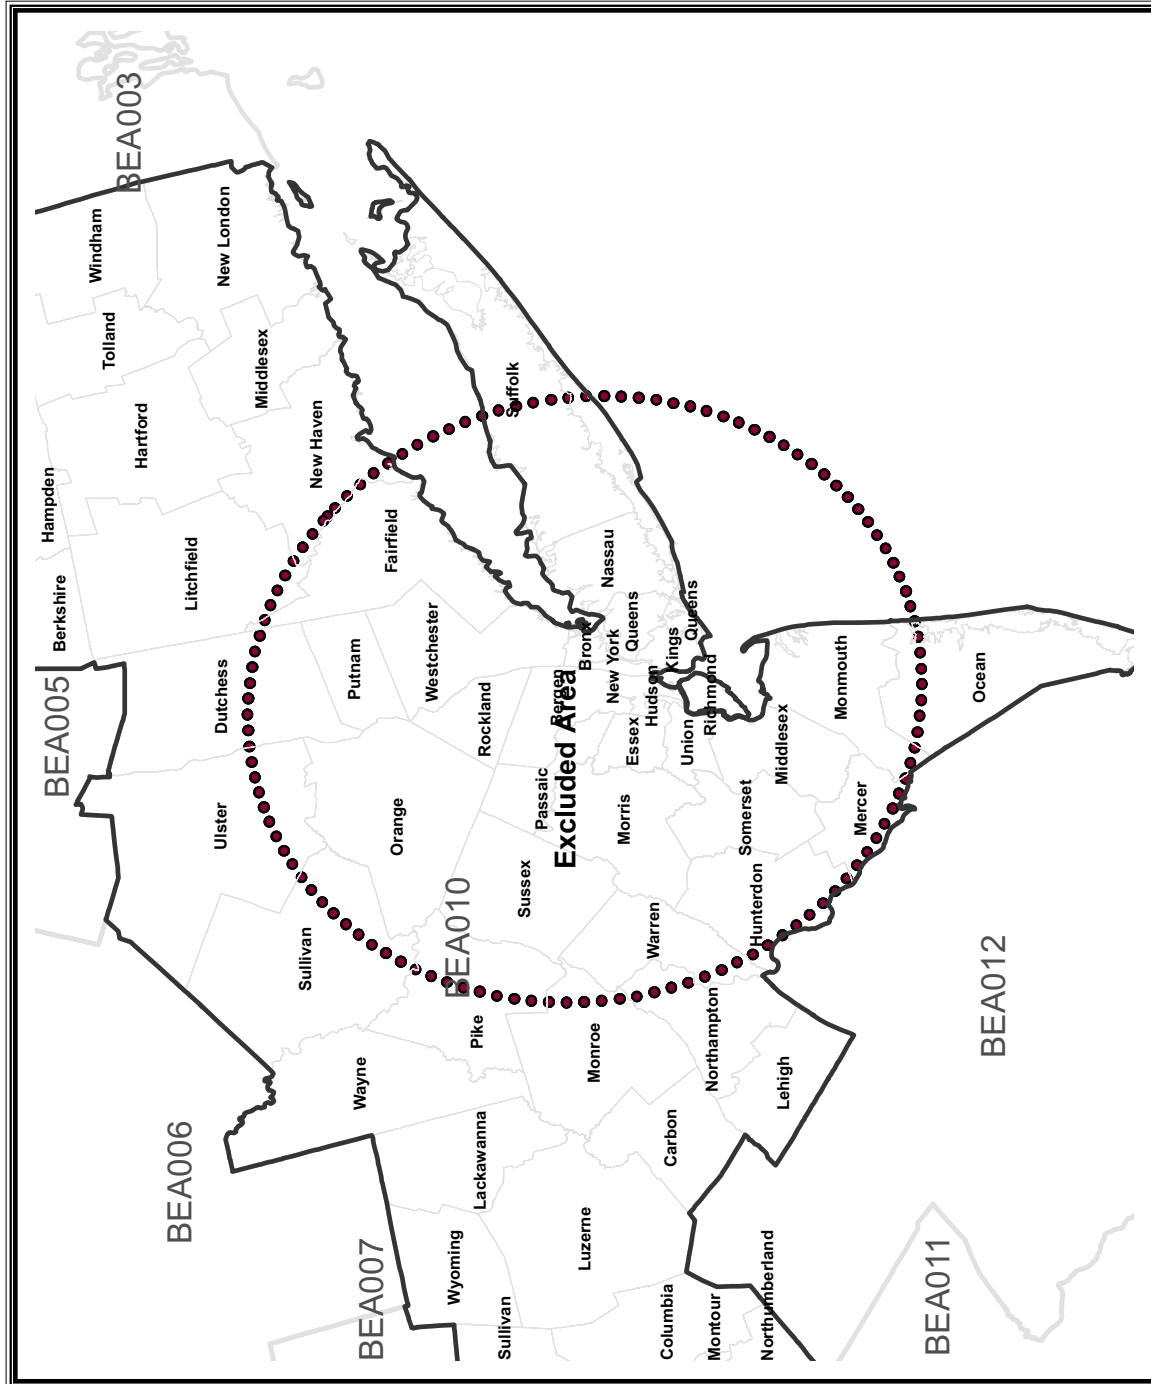 BEA003
Windham
New London
Tolland
Middlesex
Hartford
New Haven
Hampden
Litchfield
Berkshire
Fairfield
Suffolk
Nassau
BEA005
Dutchess
Putnam
Westchester
Rockland
Bronx
New York
Queens
Queens
Kings
Hudson
Richmond
Bergen
Excluded Area
Essex
Union
Middlesex
Monmouth
Ocean
Ulster
Orange
Passaic
Morris
Somerset
Mercer
Sussex
BEA010
Sullivan
Warren
Hunterdon
BEA012
Pike
Monroe
Northampton
Lehigh
Wayne
BEA006
Lackawanna
Carbon
BEA007
Wyoming
Luzerne
Sullivan
Columbia
Montour
Northumberland
BEA011